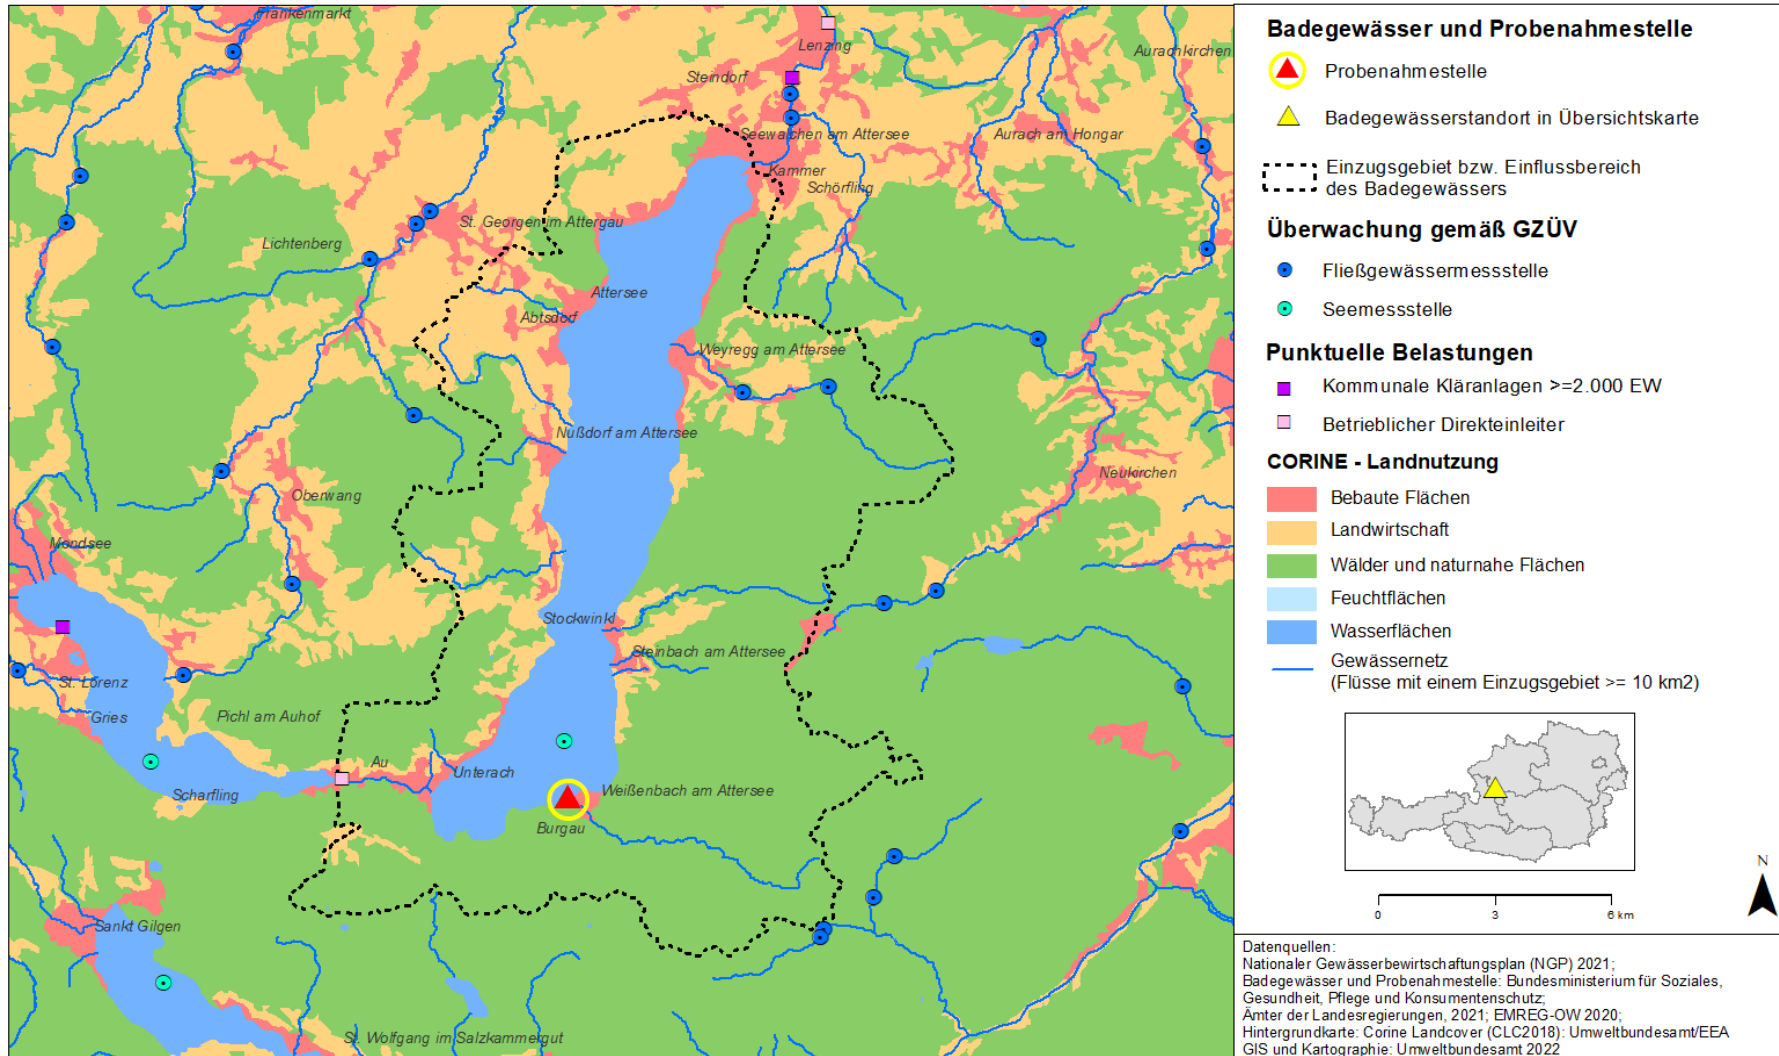 Frankenmarkt
Lenzing
Steindorf
Aurachkirchen
Seewalchen am Attersee
Aurach am Hongar
Kammer
Schörfling
St. Georgen im Attergau
Lichtenberg
Attersee
Abtsdorf
Weyregg am Attersee
Nußdorf am Attersee
Neukirchen
Oberwang
Mondsee
Stockwinkl
Steinbach am Attersee
St. Lorenz
Gries
Pichl am Auhof
Au
Unterach
Scharfling
Weißenbach am Attersee
Burgau
Sankt Gilgen
St. Wolfgang im Salzkammergut
Badegewässer und Probenahmestelle
Probenahmestelle
Badegewässerstandort in Übersichtskarte
Einzugsgebiet bzw. Einflussbereich
des Badegewässers
Überwachung gemäß GZÜV
Fließgewässermessstelle
Seemessstelle
Punktuelle Belastungen
Kommunale Kläranlagen >=2.000 EW
Betrieblicher Direkteinleiter
CORINE - Landnutzung
Bebaute Flächen
Landwirtschaft
Wälder und naturnahe Flächen
Feuchtflächen
Wasserflächen
Gewässernetz
(Flüsse mit einem Einzugsgebiet >= 10 km2)
N
0 3 6 km
Datenquellen:
Nationaler Gewässerbewirtschaftungsplan (NGP) 2021;
Badegewässer und Probenahmestelle: Bundesministerium für Soziales,
Gesundheit, Pflege und Konsumentenschutz;
Ämter der Landesregierungen, 2021; EMREG-OW 2020;
Hintergrundkarte: Corine Landcover (CLC2018): Umweltbundesamt/EEA
GIS und Kartographie: Umweltbundesamt 2022